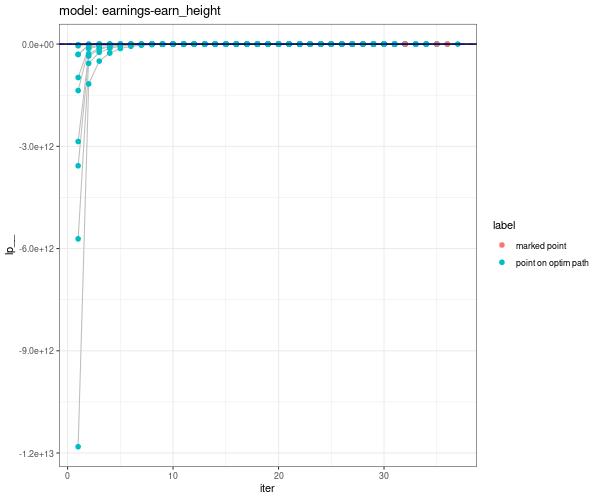 model: earnings-earn_height
0.0e+00
-3.0e+12
-6.0e+12
-9.0e+12
-1.2e+13
lp__
0 10 20 30
iter
label
marked point
point on optim path